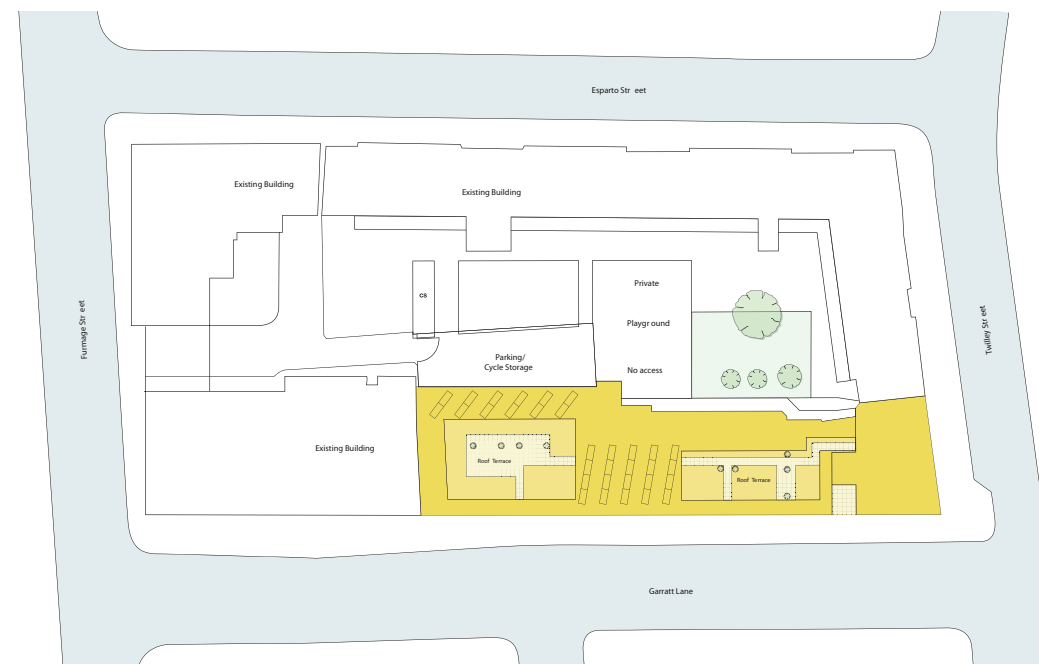 Esparto Str eet
Existing Building
Existing Building
Private
CS
Furmage Str eet
Playgr ound
Twilley Str eet
Parking/
Cycle Storage
No access
Existing Building
Roof Terrace
Roof Terrace
Garratt Lane